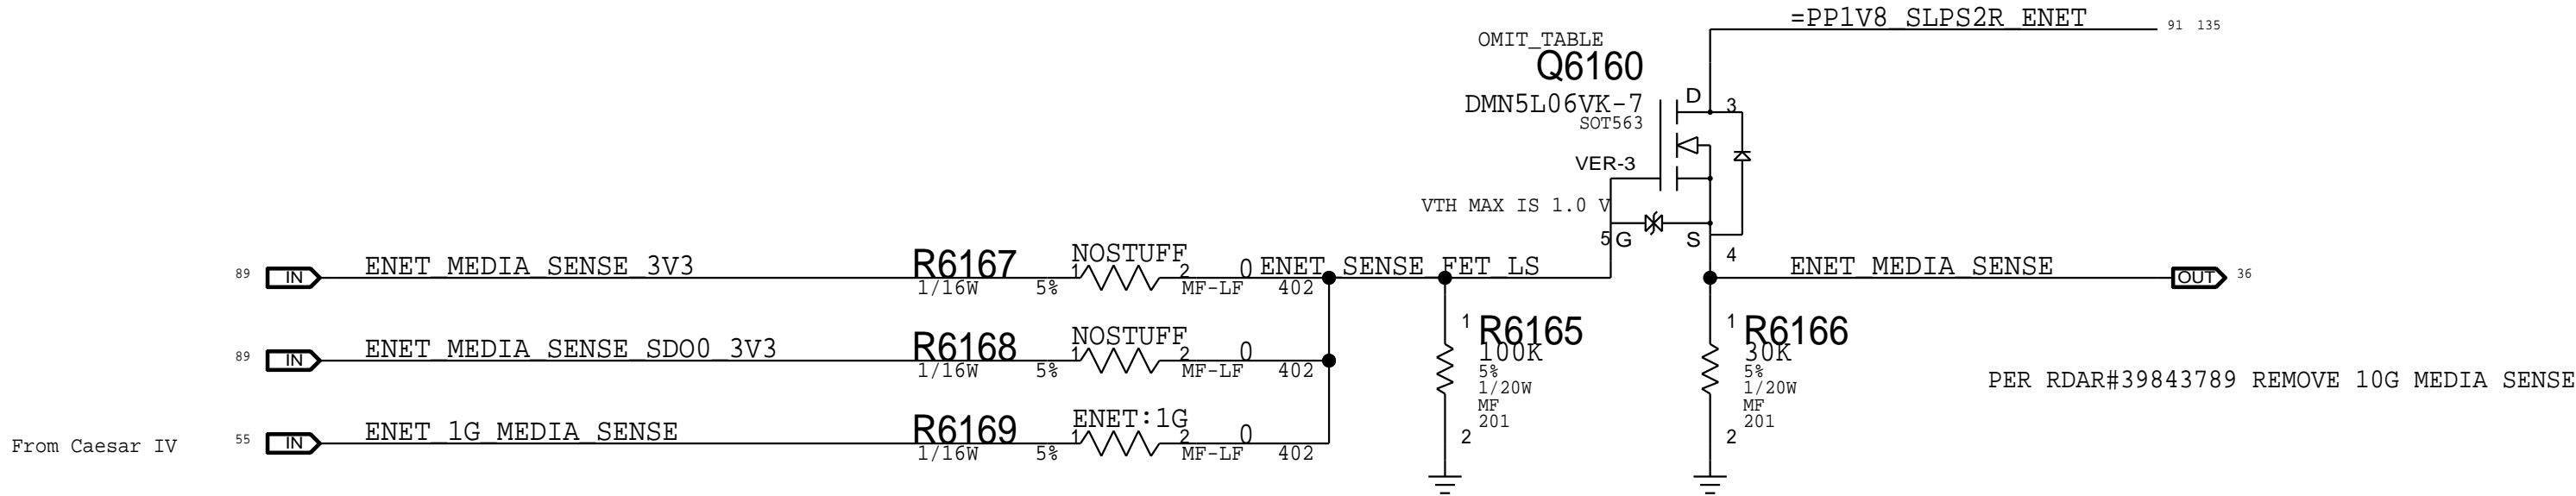 =PP1V8_SLPS2R_ENET 91 135
OMIT_TABLE
Q6160
DMN5L06VK-7
SOT563
D 3
VER-3
VTH MAX IS 1.0 V
5 G S 4
89 IN ENET_MEDIA_SENSE_3V3 R6167 NOSTUFF
1/16W 5% 1 2 MF-LF 0 402
ENET_SENSE_FET_LS
ENET_MEDIA_SENSE OUT 36
89 IN ENET_MEDIA_SENSE_SDO0_3V3 R6168 NOSTUFF
1/16W 5% 1 2 MF-LF 0 402
From Caesar IV 55 IN ENET_1G_MEDIA_SENSE R6169 ENET:1G
1/16W 5% 1 2 MF-LF 0 402
1 R6165
100K
5%
1/20W
MF
201
2
1 R6166
30K
5%
1/20W
MF
201
2
PER RDAR#39843789 REMOVE 10G MEDIA SENSE